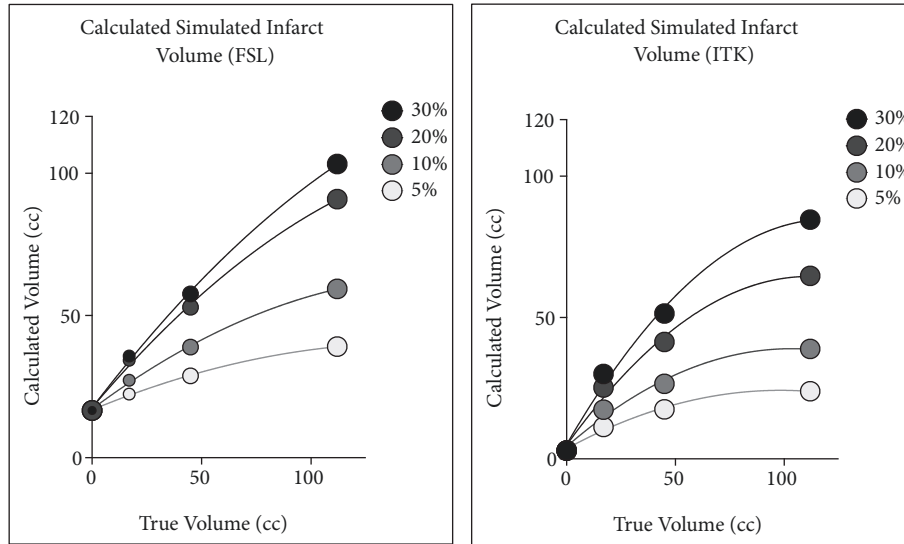 Calculated Simulated Infarct
Volume (FSL)
120
100
50
0
0
50
100
Calculated Volume (cc)
True Volume (cc)
30%
20%
10%
5%
Calculated Simulated Infarct
Volume (ITK)
120
100
50
0
0
50
100
Calculated Volume (cc)
True Volume (cc)
30%
20%
10%
5%